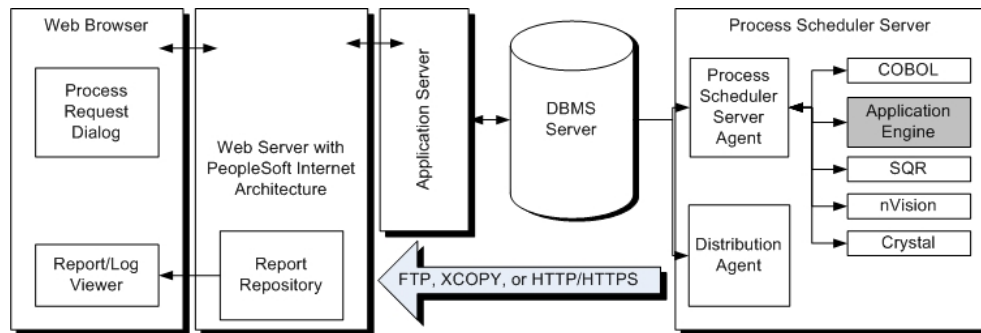 Web Browser
Process
Request
Dialog
Report/Log
Viewer
Web Server with
PeopleSoft Internet
Architecture
Report
Repository
Application Server
DBMS
Server
FTP, XCOPY, or HTTP/HTTPS
Process Scheduler Server
Process
Scheduler
Server
Agent
Distribution
Agent
COBOL
Application
Engine
SQR
nVision
Crystal